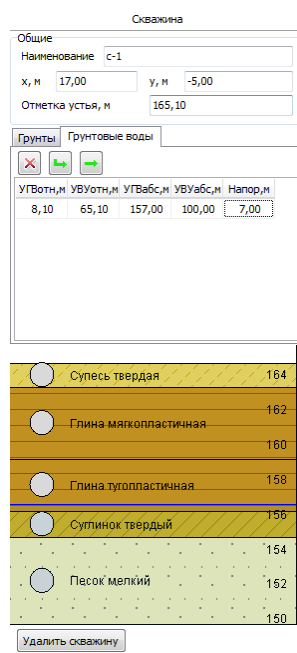 Скважина
Общие
Наименование с-1
x, м 17,00 y, м -5,00
Отметка устья, м 165,10
Грунты Грунтовые воды
УГВотн,м УВУотн,м УГВабс,м УВУабс,м Напор,м
8,10 65,10 157,00 100,00 7,00
Супесь твердая 164
162
Глина мягкопластичная
160
Глина тугопластичная 158
156
Суглинок твердый
154
Песок мелкий 152
150
Удалить скважину